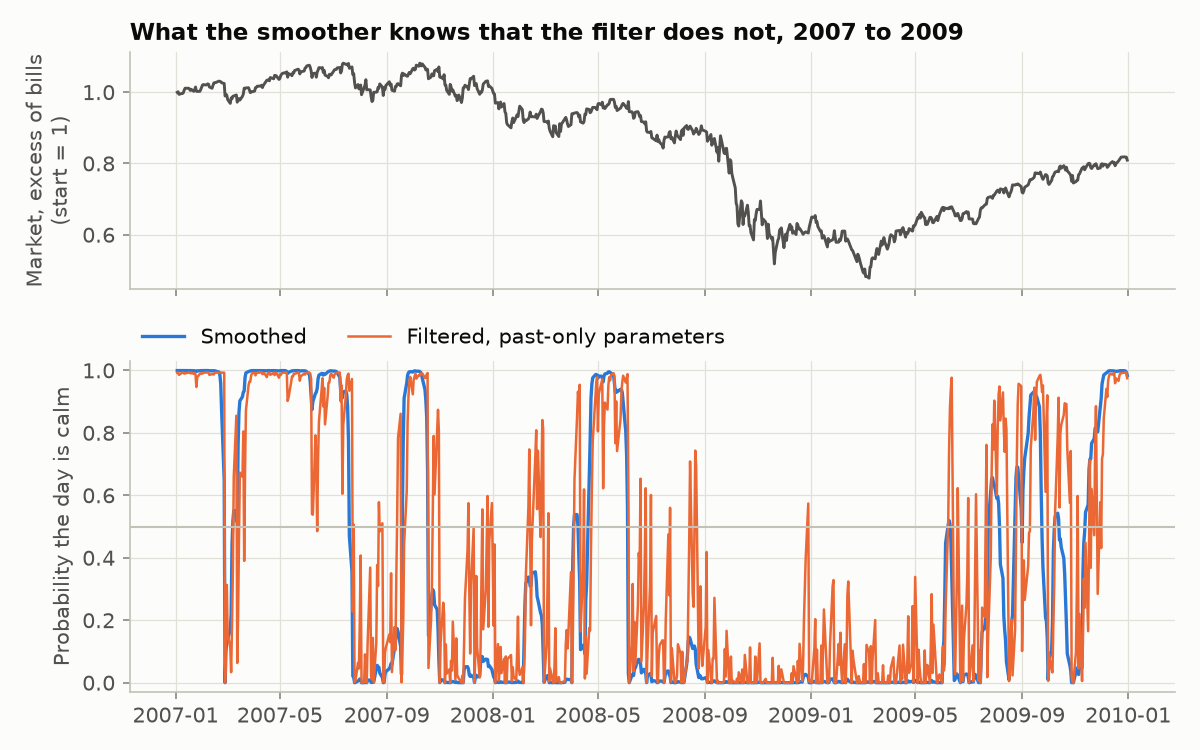 What the smoother knows that the filter does not, 2007 to 2009
Market, excess of bills
(start = 1)
1.0
0.8
0.6
Smoothed
Filtered, past-only parameters
Probability the day is calm
1.0
0.8
0.6
0.4
0.2
0.0
2007-01 2007-05 2007-09 2008-01 2008-05 2008-09 2009-01 2009-05 2009-09 2010-01